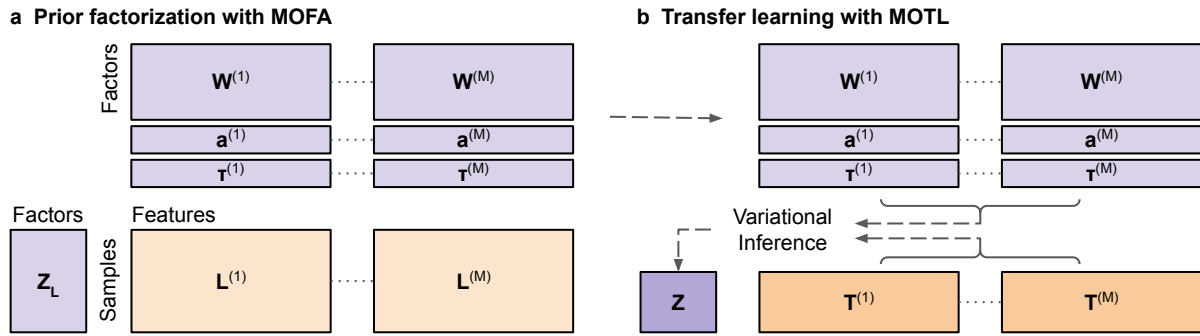 a Prior factorization with MOFA
b Transfer learning with MOTL
Factors
W⁽¹⁾
W⁽ᴹ⁾
W⁽¹⁾
W⁽ᴹ⁾
a⁽¹⁾
a⁽ᴹ⁾
a⁽¹⁾
a⁽ᴹ⁾
τ⁽¹⁾
τ⁽ᴹ⁾
τ⁽¹⁾
τ⁽ᴹ⁾
Factors
Features
Variational
Inference
Z_L
Samples
L⁽¹⁾
L⁽ᴹ⁾
Z
T⁽¹⁾
T⁽ᴹ⁾